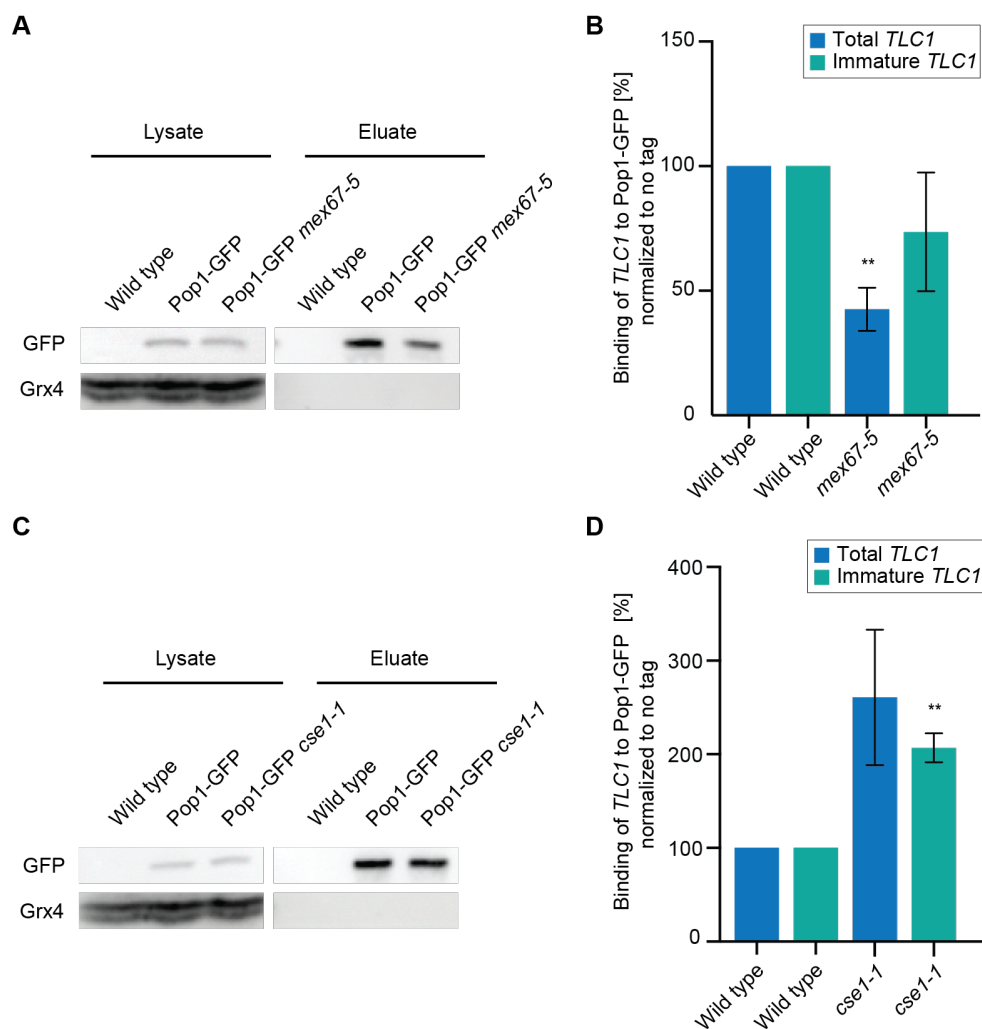 A
Lysate
Eluate
Wild type
Pop1-GFP
Pop1-GFP mex67-5
Wild type
Pop1-GFP
Pop1-GFP mex67-5
GFP
Grx4
B
Total TLC1
Immature TLC1
Binding of TLC1 to Pop1-GFP [%]
normalized to no tag
150
100
50
0
**
Wild type
Wild type
mex67-5
mex67-5
C
Lysate
Eluate
Wild type
Pop1-GFP
Pop1-GFP cse1-1
Wild type
Pop1-GFP
Pop1-GFP cse1-1
GFP
Grx4
D
Total TLC1
Immature TLC1
Binding of TLC1 to Pop1-GFP [%]
normalized to no tag
400
300
200
100
0
**
Wild type
Wild type
cse1-1
cse1-1